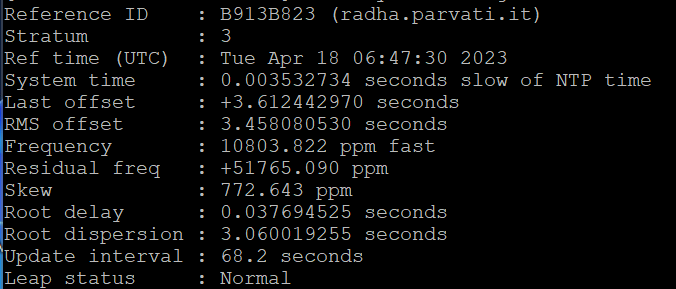 Reference ID    : B913B823 (radha.parvati.it)
Stratum         : 3
Ref time (UTC)  : Tue Apr 18 06:47:30 2023
System time     : 0.003532734 seconds slow of NTP time
Last offset     : +3.612442970 seconds
RMS offset      : 3.458080530 seconds
Frequency       : 10803.822 ppm fast
Residual freq   : +51765.090 ppm
Skew            : 772.643 ppm
Root delay      : 0.037694525 seconds
Root dispersion : 3.060019255 seconds
Update interval : 68.2 seconds
Leap status     : Normal